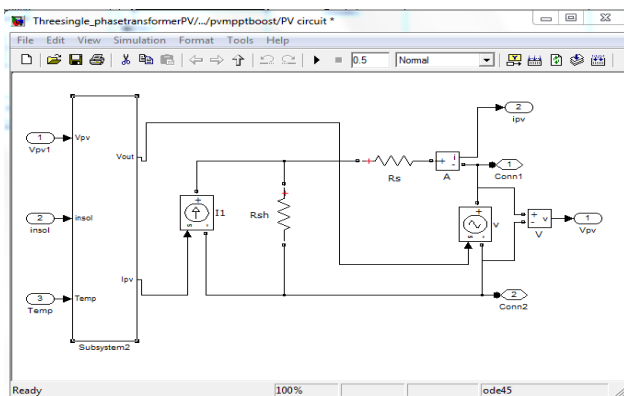 Threesingle_phasetransformerPV/.../pvmpptboost/PV circuit *
File Edit View Simulation Format Tools Help
0.5 Normal
1
Vpv1
Vpv
Vout
2
insol
insol
3
Temp
Temp
Ipv
Subsystem2
+
I1
s
-
+
Rsh
+
Rs
+
i
-
A
2
ipv
1
Conn1
+
v
s
-
+
-
v
V
1
Vpv
2
Conn2
Ready 100% ode45